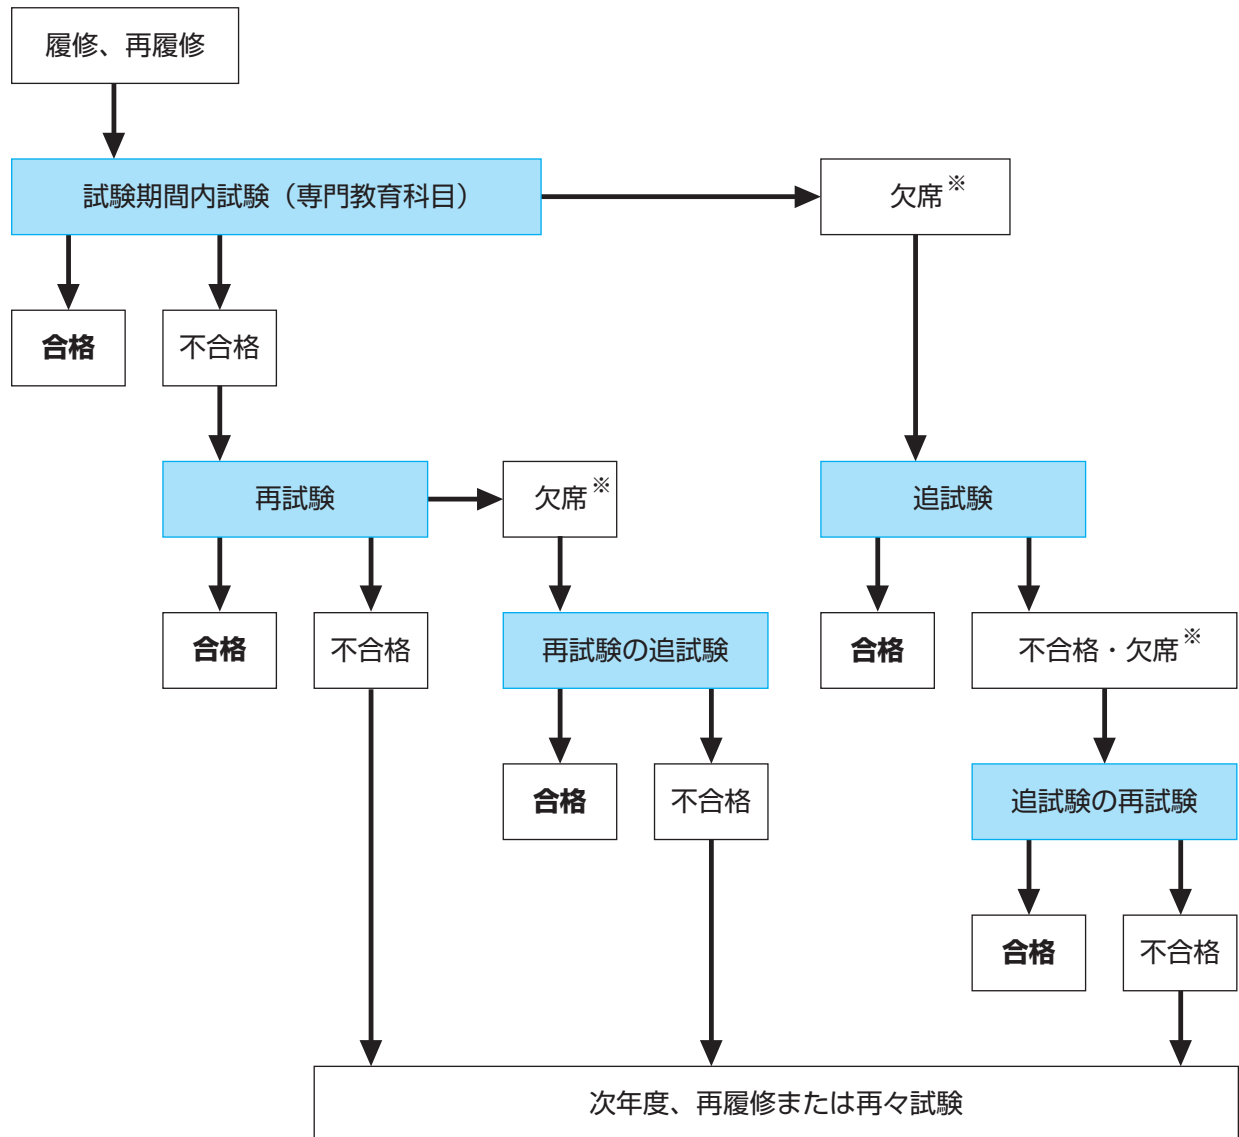 履修、再履修
試験期間内試験（専門教育科目）
欠席※
合格
不合格
再試験
欠席※
追試験
合格
不合格
再試験の追試験
合格
不合格・欠席※
合格
不合格
追試験の再試験
合格
不合格
次年度、再履修または再々試験